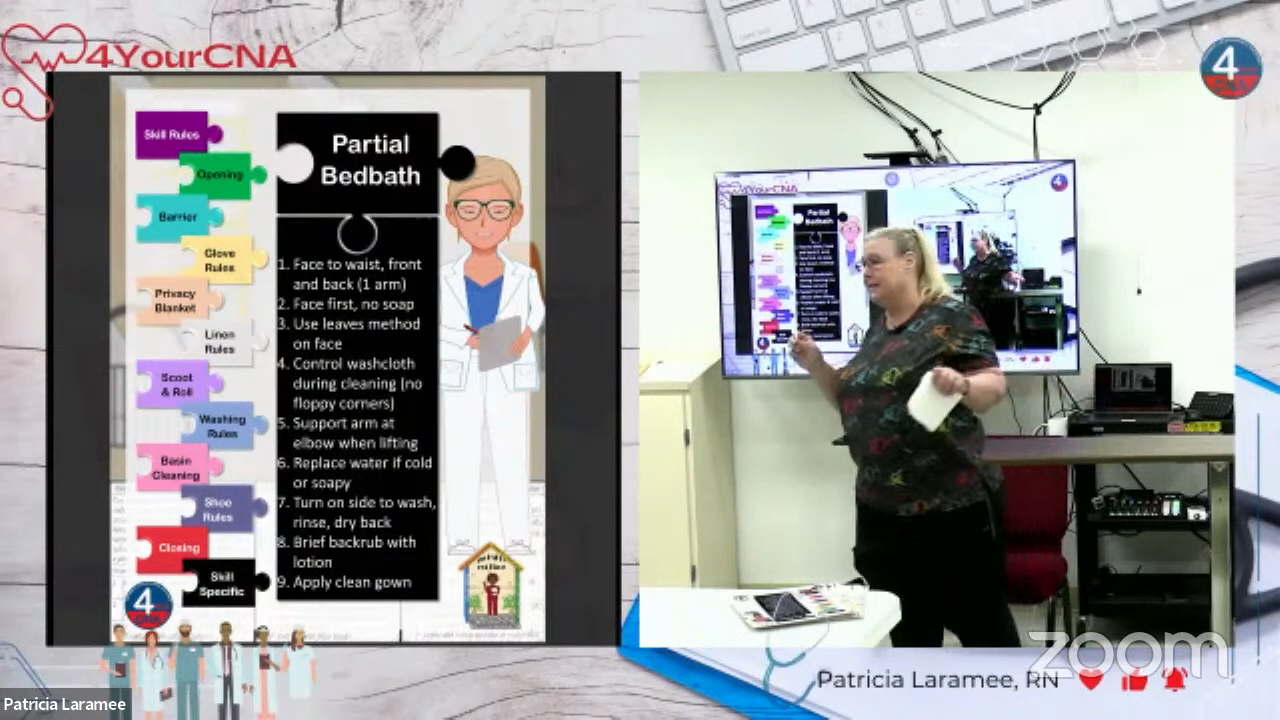 4YourCNA
4
Skill Rules
Opening
Barrier
Glove
Rules
Privacy
Blanket
Linen
Rules
Scoot
& Roll
Washing
Rules
Basin
Cleaning
Shoe
Rules
Closing
Skill
Specific
4
Partial
Bedbath
1. Face to waist, front
and back (1 arm)
2. Face first, no soap
3. Use leaves method
on face
4. Control washcloth
during cleaning (no
floppy corners)
5. Support arm at
elbow when lifting
6. Replace water if cold
or soapy
7. Turn on side to wash,
rinse, dry back
8. Brief backrub with
lotion
9. Apply clean gown
4YourCNA
Partial
Bedbath
zoom
Patricia Laramee, RN
Patricia Laramee